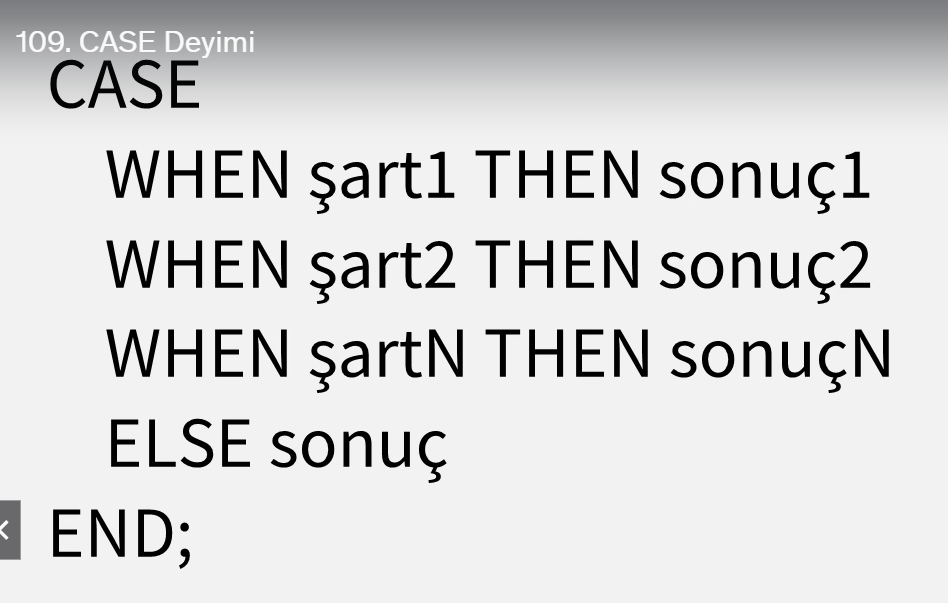 109. CASE Deyimi
CASE
WHEN şart1 THEN sonuç1
WHEN şart2 THEN sonuç2
WHEN şartN THEN sonuçN
ELSE sonuç
END;